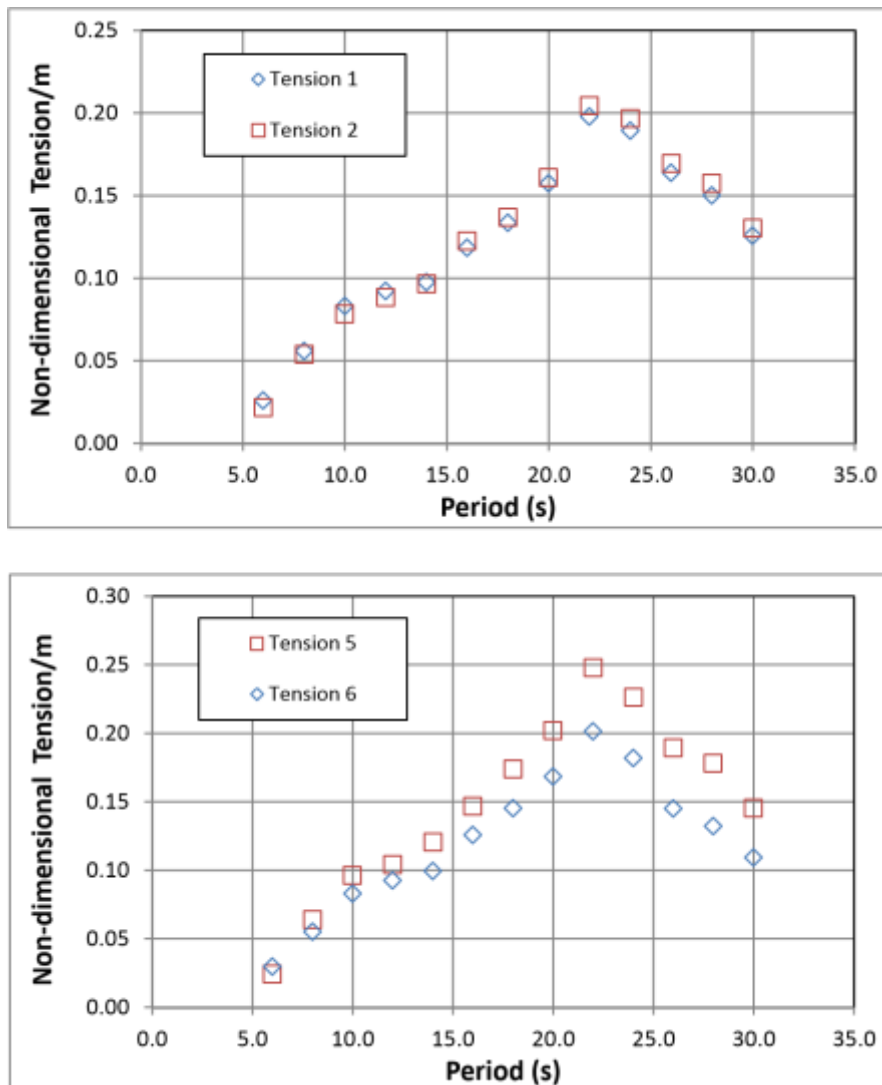 0.25
0.20
0.15
0.10
0.05
0.00
Non-dimensional Tension/m
Tension 1
Tension 2
0.0 5.0 10.0 15.0 20.0 25.0 30.0 35.0
Period (s)
0.30
0.25
0.20
0.15
0.10
0.05
0.00
Non-dimensional Tension/m
Tension 5
Tension 6
0.0 5.0 10.0 15.0 20.0 25.0 30.0 35.0
Period (s)